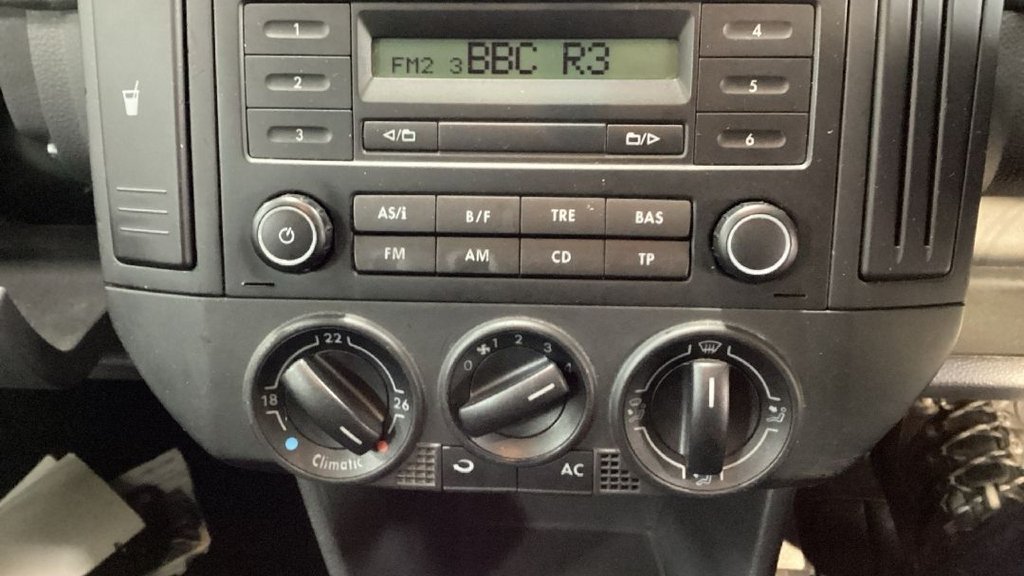 1
4
FM2 3 BBC R3
2
5
3
6
AS/i B/F TRE BAS
FM AM CD TP
22
18
26
Climatic
0 1 2 3 4
AC